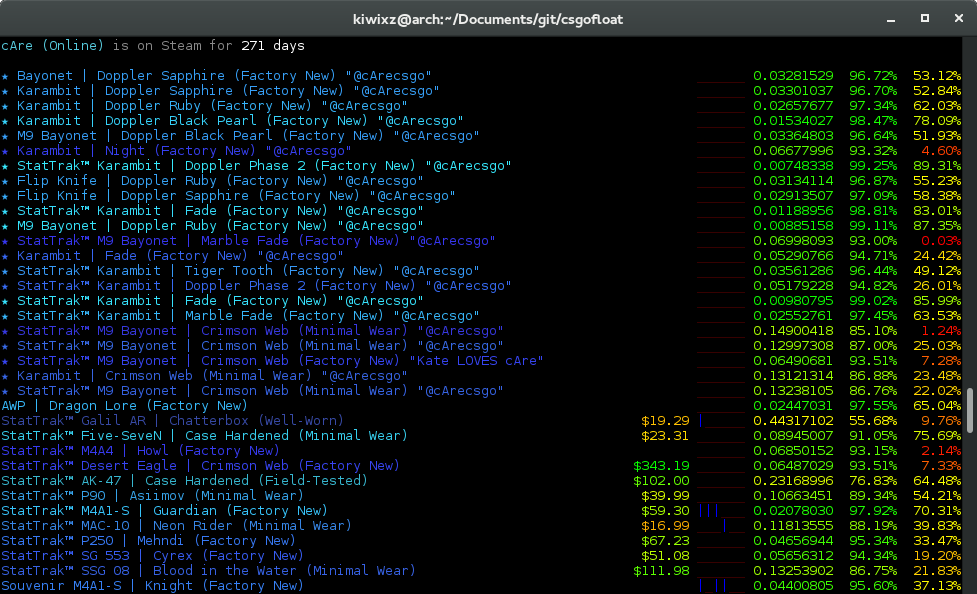 kiwixz@arch:~/Documents/git/csgofloat
cAre (Online) is on Steam for 271 days
★ Bayonet | Doppler Sapphire (Factory New) "@cArecsgo" 0.03281529 96.72% 53.12%
★ Karambit | Doppler Sapphire (Factory New) "@cArecsgo" 0.03301037 96.70% 52.84%
★ Karambit | Doppler Ruby (Factory New) "@cArecsgo" 0.02657677 97.34% 62.03%
★ Karambit | Doppler Black Pearl (Factory New) "@cArecsgo" 0.01534027 98.47% 78.09%
★ M9 Bayonet | Doppler Black Pearl (Factory New) "@cArecsgo" 0.03364803 96.64% 51.93%
★ Karambit | Night (Factory New) "@cArecsgo" 0.06677996 93.32% 4.60%
★ StatTrak™ Karambit | Doppler Phase 2 (Factory New) "@cArecsgo" 0.00748338 99.25% 89.31%
★ Flip Knife | Doppler Ruby (Factory New) "@cArecsgo" 0.03134114 96.87% 55.23%
★ Flip Knife | Doppler Sapphire (Factory New) "@cArecsgo" 0.02913507 97.09% 58.38%
★ StatTrak™ Karambit | Fade (Factory New) "@cArecsgo" 0.01188956 98.81% 83.01%
★ M9 Bayonet | Doppler Ruby (Factory New) "@cArecsgo" 0.00885158 99.11% 87.35%
★ StatTrak™ M9 Bayonet | Marble Fade (Factory New) "@cArecsgo" 0.06998093 93.00% 0.03%
★ Karambit | Fade (Factory New) "@cArecsgo" 0.05290766 94.71% 24.42%
★ StatTrak™ Karambit | Tiger Tooth (Factory New) "@cArecsgo" 0.03561286 96.44% 49.12%
★ StatTrak™ Karambit | Doppler Phase 2 (Factory New) "@cArecsgo" 0.05179228 94.82% 26.01%
★ StatTrak™ Karambit | Fade (Factory New) "@cArecsgo" 0.00980795 99.02% 85.99%
★ StatTrak™ Karambit | Marble Fade (Factory New) "@cArecsgo" 0.02552761 97.45% 63.53%
★ StatTrak™ M9 Bayonet | Crimson Web (Minimal Wear) "@cArecsgo" 0.14900418 85.10% 1.24%
★ StatTrak™ M9 Bayonet | Crimson Web (Minimal Wear) "@cArecsgo" 0.12997308 87.00% 25.03%
★ StatTrak™ M9 Bayonet | Crimson Web (Factory New) "Kate LOVES cAre" 0.06490681 93.51% 7.28%
★ Karambit | Crimson Web (Minimal Wear) "@cArecsgo" 0.13121314 86.88% 23.48%
★ StatTrak™ M9 Bayonet | Crimson Web (Minimal Wear) "@cArecsgo" 0.13238105 86.76% 22.02%
AWP | Dragon Lore (Factory New) 0.02447031 97.55% 65.04%
StatTrak™ Galil AR | Chatterbox (Well-Worn) $19.29 | 0.44317102 55.68% 9.76%
StatTrak™ Five-SeveN | Case Hardened (Minimal Wear) $23.31 0.08945007 91.05% 75.69%
StatTrak™ M4A4 | Howl (Factory New) 0.06850152 93.15% 2.14%
StatTrak™ Desert Eagle | Crimson Web (Factory New) $343.19 0.06487029 93.51% 7.33%
StatTrak™ AK-47 | Case Hardened (Field-Tested) $102.00 0.23168996 76.83% 64.48%
StatTrak™ P90 | Asiimov (Minimal Wear) $39.99 0.10663451 89.34% 54.21%
StatTrak™ M4A1-S | Guardian (Factory New) $59.30 ||| 0.02078030 97.92% 70.31%
StatTrak™ MAC-10 | Neon Rider (Minimal Wear) $16.99 | 0.11813555 88.19% 39.83%
StatTrak™ P250 | Mehndi (Factory New) $67.23 0.04656944 95.34% 33.47%
StatTrak™ SG 553 | Cyrex (Factory New) $51.08 0.05656312 94.34% 19.20%
StatTrak™ SSG 08 | Blood in the Water (Minimal Wear) $111.98 0.13253902 86.75% 21.83%
Souvenir M4A1-S | Knight (Factory New) | || 0.04400805 95.60% 37.13%